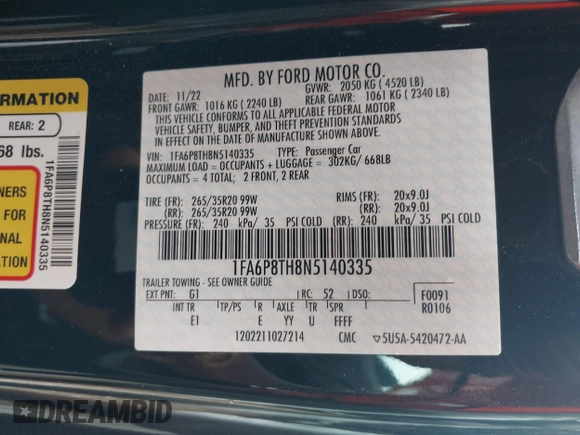 MFD. BY FORD MOTOR CO.
DATE: 11/22
GVWR: 2050 KG ( 4520 LB)
FRONT GAWR: 1016 KG ( 2240 LB)
REAR GAWR: 1061 KG ( 2340 LB)
THIS VEHICLE CONFORMS TO ALL APPLICABLE FEDERAL MOTOR
VEHICLE SAFETY, BUMPER, AND THEFT PREVENTION STANDARDS
IN EFFECT ON THE DATE OF MANUFACTURE SHOWN ABOVE.
VIN: 1FA6P8TH8N5140335 TYPE: Passenger Car
MAXIMUM LOAD = OCCUPANTS + LUGGAGE = 302KG/ 668LB
OCCUPANTS = 4 TOTAL; 2 FRONT, 2 REAR
TIRE (FR): 265/35R20 99W RIMS (FR): 20x9.0J
(RR): 265/35R20 99W (RR): 20x9.0J
PRESSURE (FR): 240 kPa/ 35 PSI COLD (RR): 240 kPa/ 35 PSI COLD
1FA6P8TH8N5140335
TRAILER TOWING - SEE OWNER GUIDE
EXT PNT: G1 RC: 52 DSO:
F0091
R0106
INT TR TP/PS R AXLE TR SPR
E1 E YY U FFFF
1202211027214 CMC 5U5A-5420472-AA
FORMATION
REAR: 2
68 lbs.
NERS
FOR
NAL
ATION
1FA6P8TH8N5140335
DREAMBID